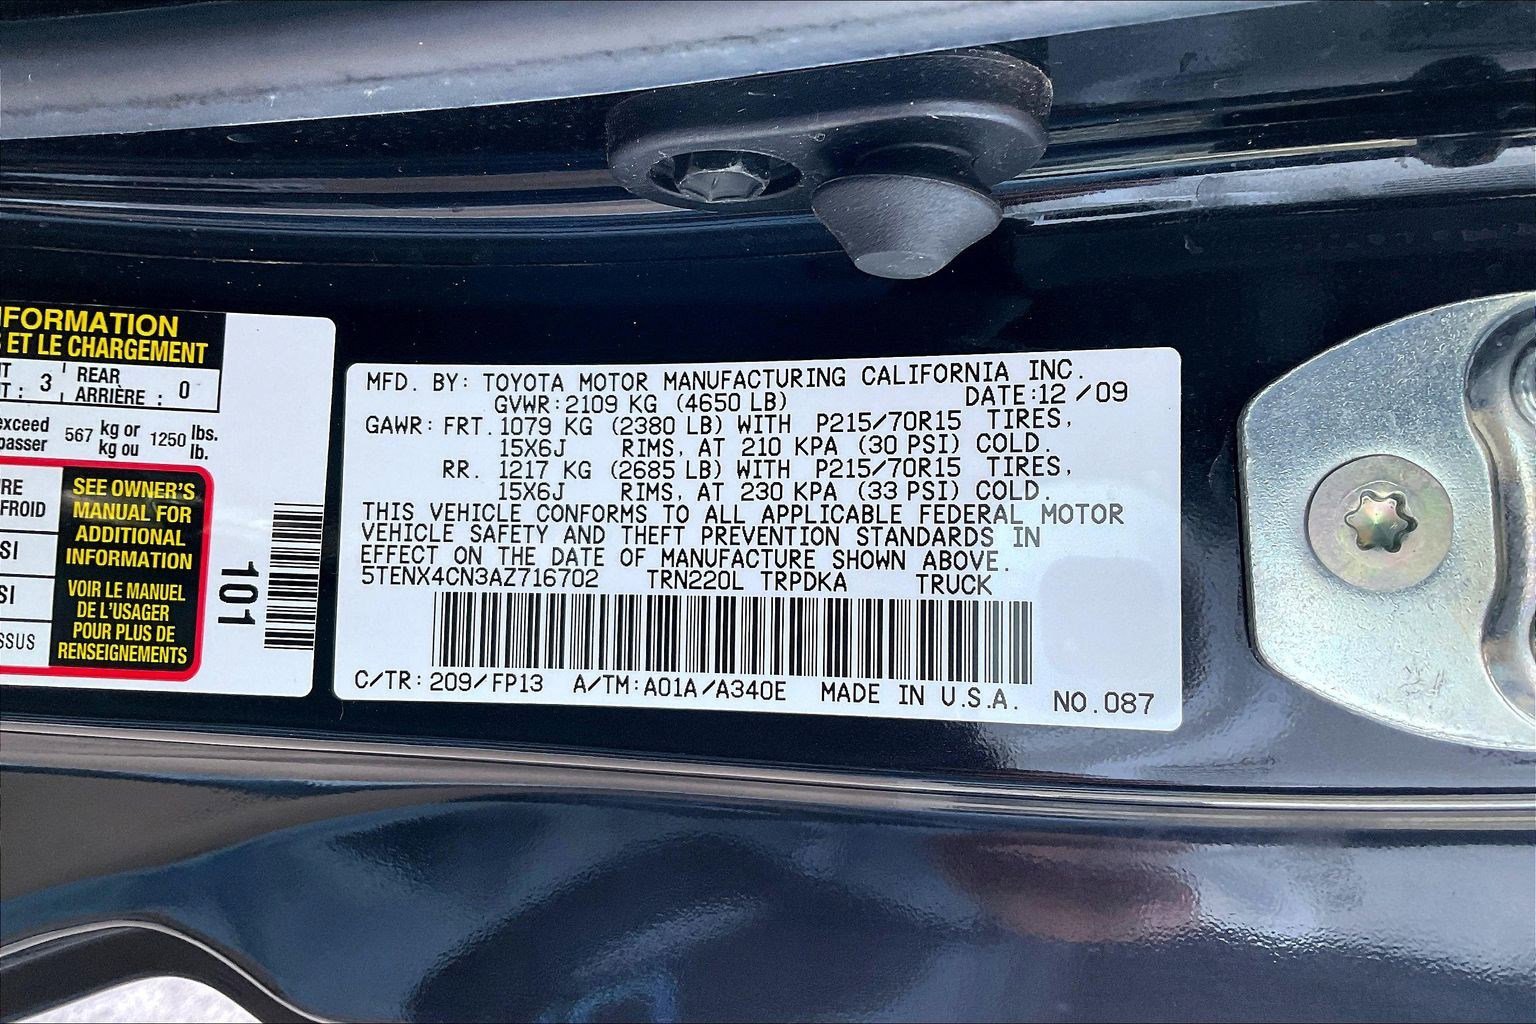 FORMATION
ET LE CHARGEMENT
: 3 REAR ARRIÈRE : 0
567 kg or kg ou 1250 lbs. lb.
SEE OWNER'S
MANUAL FOR
ADDITIONAL
INFORMATION
VOIR LE MANUEL
DE L'USAGER
POUR PLUS DE
RENSEIGNEMENTS
101
MFD. BY: TOYOTA MOTOR MANUFACTURING CALIFORNIA INC.
GVWR:2109 KG (4650 LB) DATE:12 /09
GAWR: FRT. 1079 KG (2380 LB) WITH P215/70R15 TIRES,
15X6J RIMS, AT 210 KPA (30 PSI) COLD.
RR. 1217 KG (2685 LB) WITH P215/70R15 TIRES,
15X6J RIMS, AT 230 KPA (33 PSI) COLD.
THIS VEHICLE CONFORMS TO ALL APPLICABLE FEDERAL MOTOR
VEHICLE SAFETY AND THEFT PREVENTION STANDARDS IN
EFFECT ON THE DATE OF MANUFACTURE SHOWN ABOVE.
5TENX4CN3AZ716702 TRN220L TRPDKA TRUCK
C/TR: 209/FP13 A/TM:A01A/A340E MADE IN U.S.A. NO.087